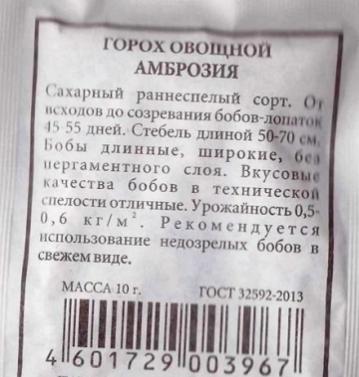 ГОРОХ ОВОЩНОЙ
АМБРОЗИЯ
Сахарный раннеспелый сорт. От
всходов до созревания бобов-лопаток
45 55 дней. Стебель длиной 50-70 см.
Бобы длинные, широкие, без
пергаментного слоя. Вкусовые
качества бобов в технической
спелости отличные. Урожайность 0,5-
0,6 кг/м². Рекомендуется
использование недозрелых бобов в
свежем виде.
МАССА 10 г. ГОСТ 32592-2013
4 601729 003967